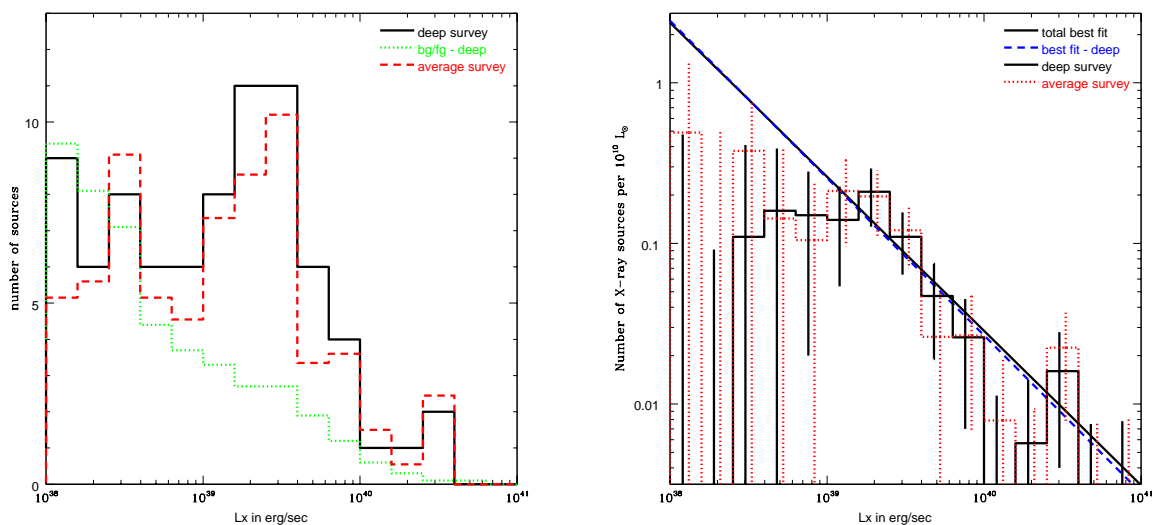 deep survey
bg/fg - deep
average survey
10
5
0
number of sources
10^38
10^39
10^40
10^41
Lx in erg/sec
total best fit
best fit - deep
deep survey
average survey
1
0.1
0.01
Number of X-ray sources per 10^10 L_⊙
10^38
10^39
10^40
10^41
Lx in erg/sec